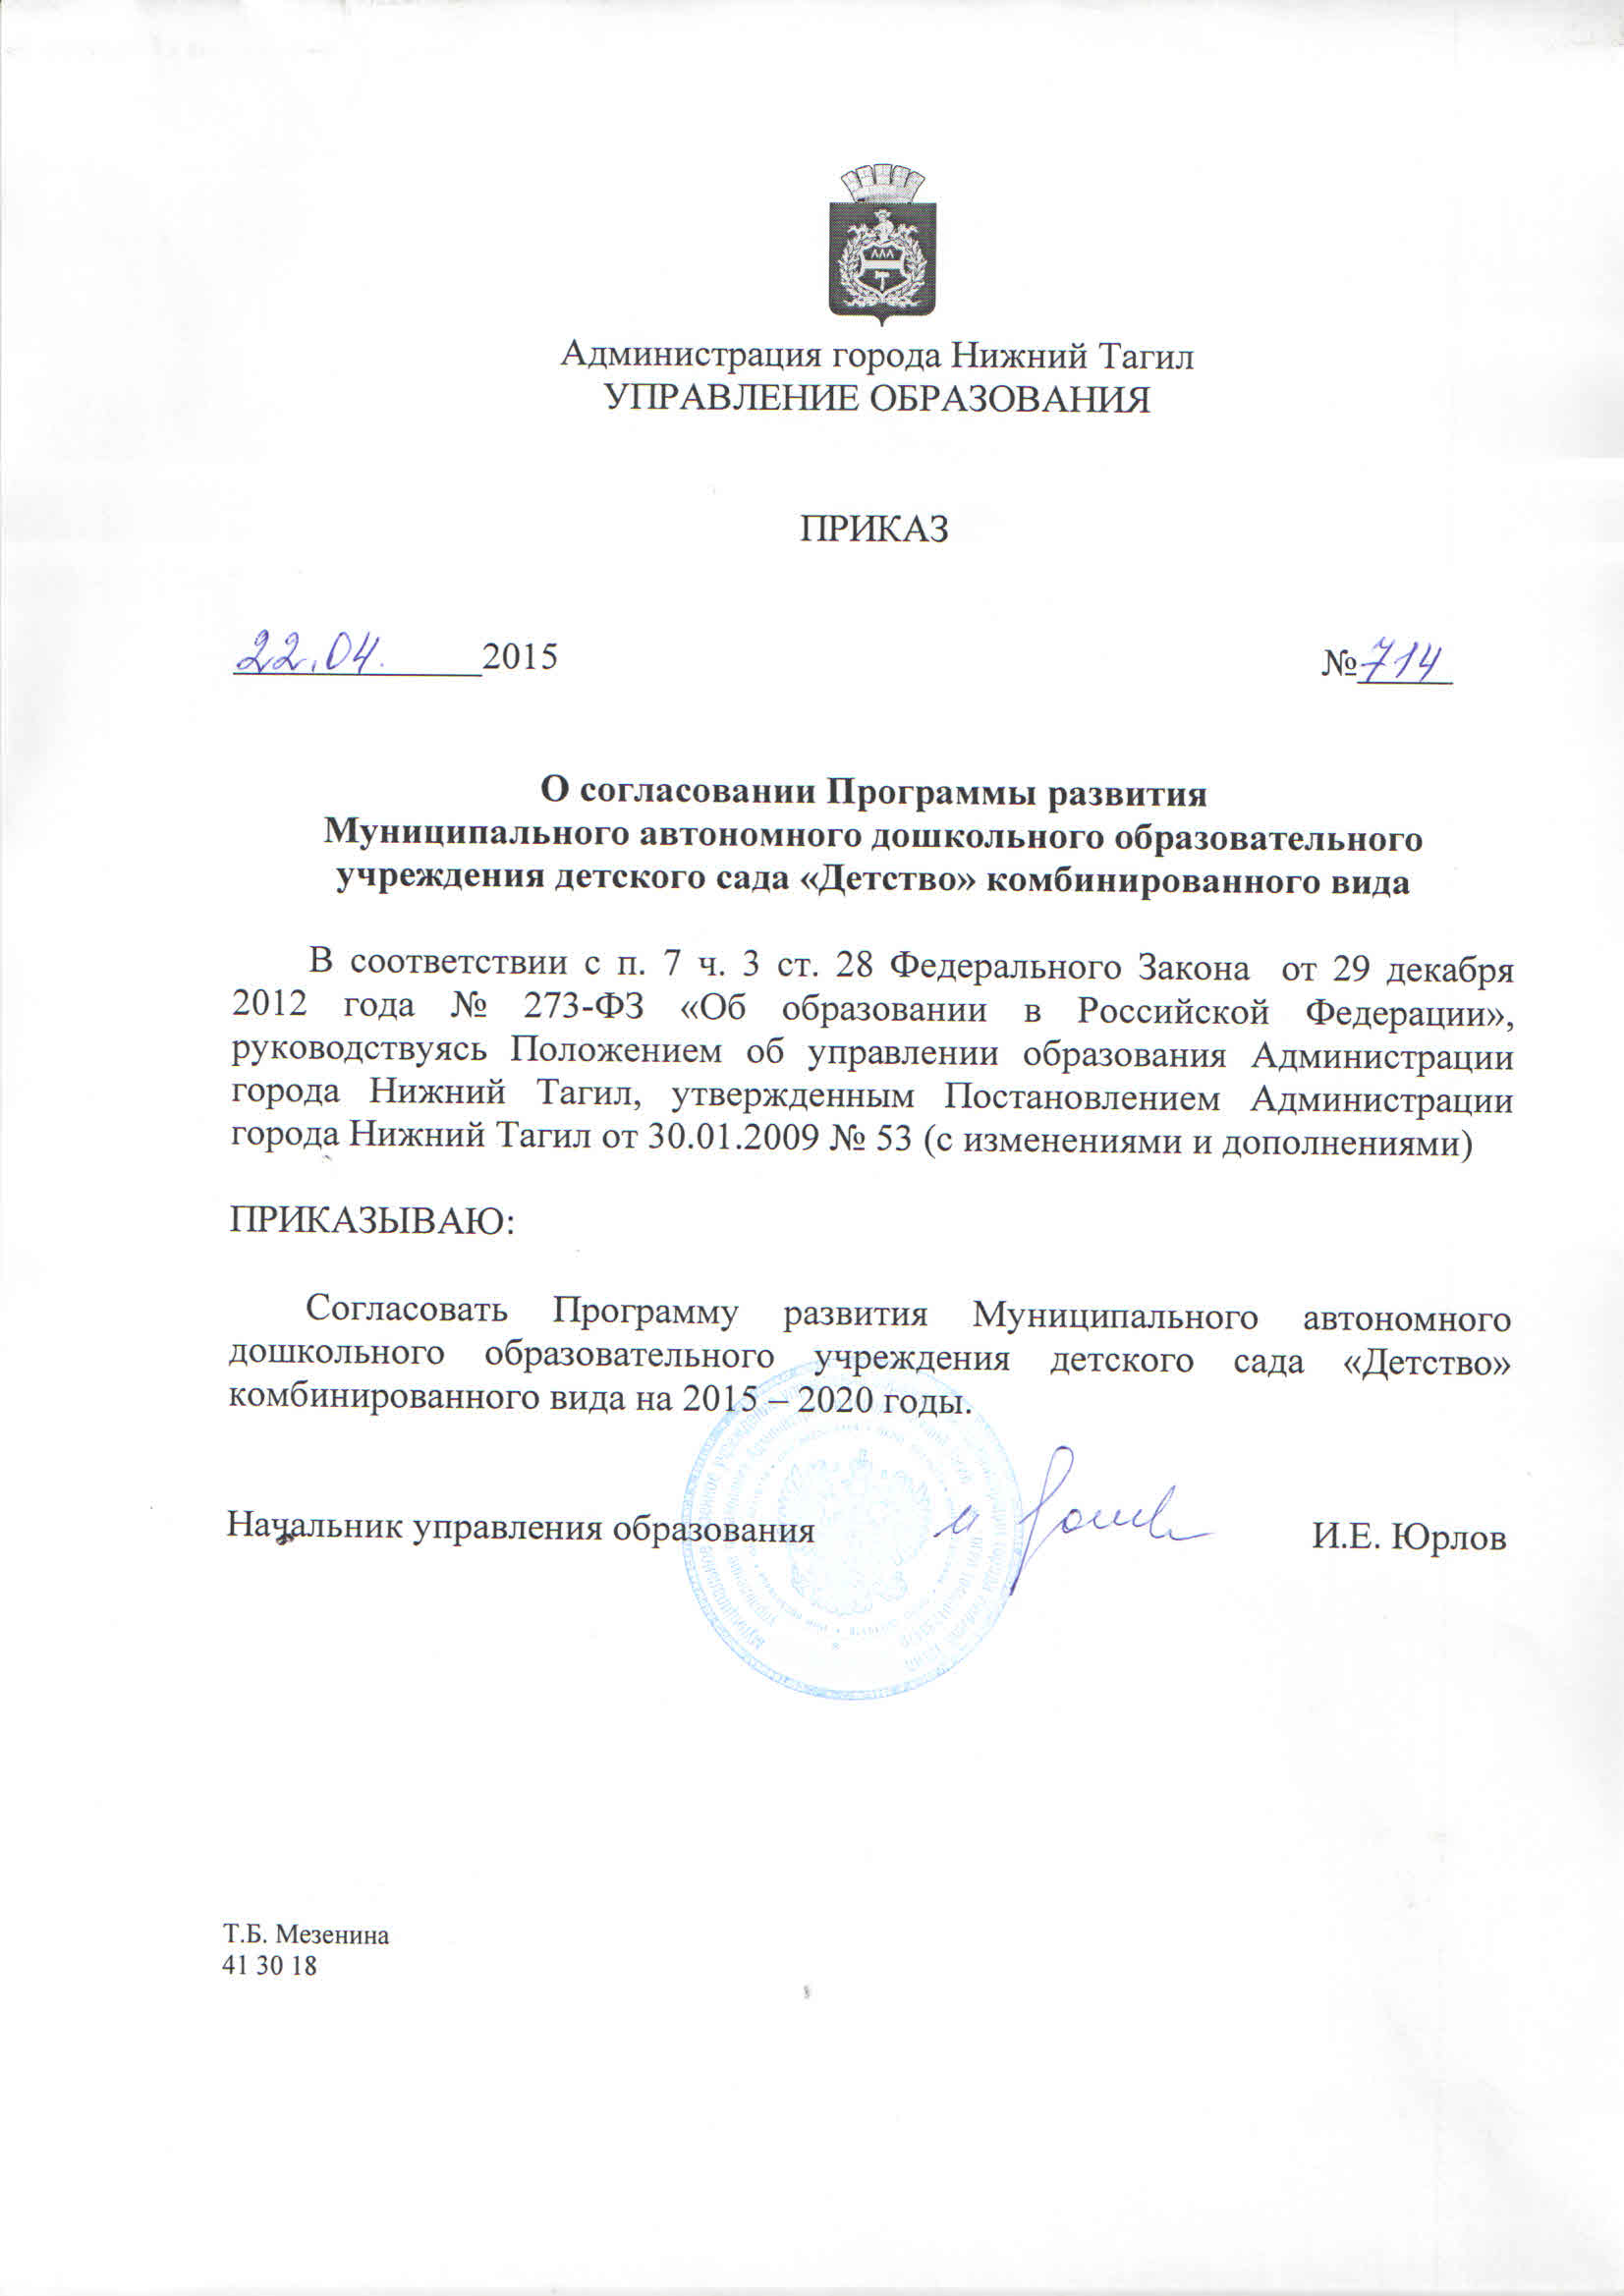 Администрация города Нижний Тагил
УПРАВЛЕНИЕ ОБРАЗОВАНИЯ
ПРИКАЗ
22.04. 2015 № 714
О согласовании Программы развития
Муниципального автономного дошкольного образовательного
учреждения детского сада «Детство» комбинированного вида
В соответствии с п. 7 ч. 3 ст. 28 Федерального Закона от 29 декабря
2012 года № 273-ФЗ «Об образовании в Российской Федерации»,
руководствуясь Положением об управлении образования Администрации
города Нижний Тагил, утвержденным Постановлением Администрации
города Нижний Тагил от 30.01.2009 № 53 (с изменениями и дополнениями)
ПРИКАЗЫВАЮ:
Согласовать Программу развития Муниципального автономного
дошкольного образовательного учреждения детского сада «Детство»
комбинированного вида на 2015 – 2020 годы.
Начальник управления образования И.Е. Юрлов
Т.Б. Мезенина
41 30 18